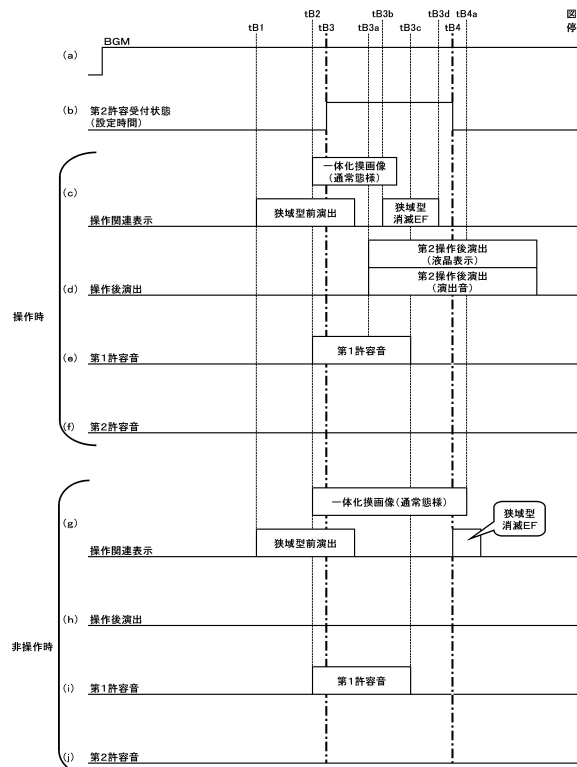 tB2 tB3b tB3d tB4a 図
tB1 tB3 tB3a tB3c tB4 停
(a) BGM
(b) 第2許容受付状態
(設定時間)
一体化摸画像
(通常態様)
(c)
狭域型前演出 狭域型
消滅EF
操作関連表示
第2操作後演出
(液晶表示)
第2操作後演出
(演出音)
(d) 操作後演出
操作時
(e) 第1許容音 第1許容音
(f) 第2許容音
一体化摸画像(通常態様)
(g)
狭域型
消滅EF
狭域型前演出
操作関連表示
(h) 操作後演出
非操作時
(i) 第1許容音 第1許容音
(j) 第2許容音